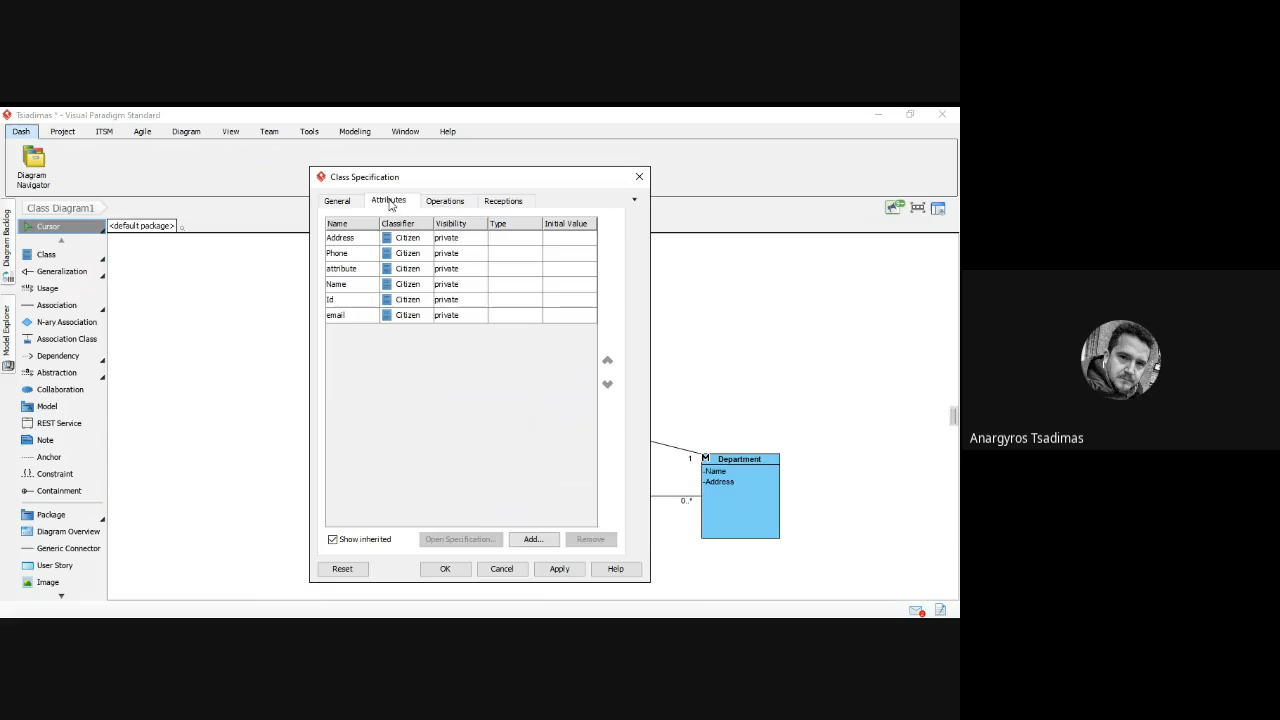 Tsiadimas * - Visual Paradigm Standard
Dash Project ITSM Agile Diagram View Team Tools Modeling Window Help
Diagram
Navigator
Class Diagram1
Diagram Backlog
Model Explorer
Cursor
<default package>
Class
Generalization
Usage
Association
N-ary Association
Association Class
Dependency
Abstraction
Collaboration
Model
REST Service
Note
Anchor
Constraint
Containment
Package
Diagram Overview
Generic Connector
User Story
Image
Class Specification
General Attributes Operations Receptions
Name Classifier Visibility Type Initial Value
Address Citizen private
Phone Citizen private
attribute Citizen private
Name Citizen private
Id Citizen private
email Citizen private
Show inherited Open Specification... Add... Remove
Reset OK Cancel Apply Help
1
0..*
M Department
-Name
-Address
Anargyros Tsadimas